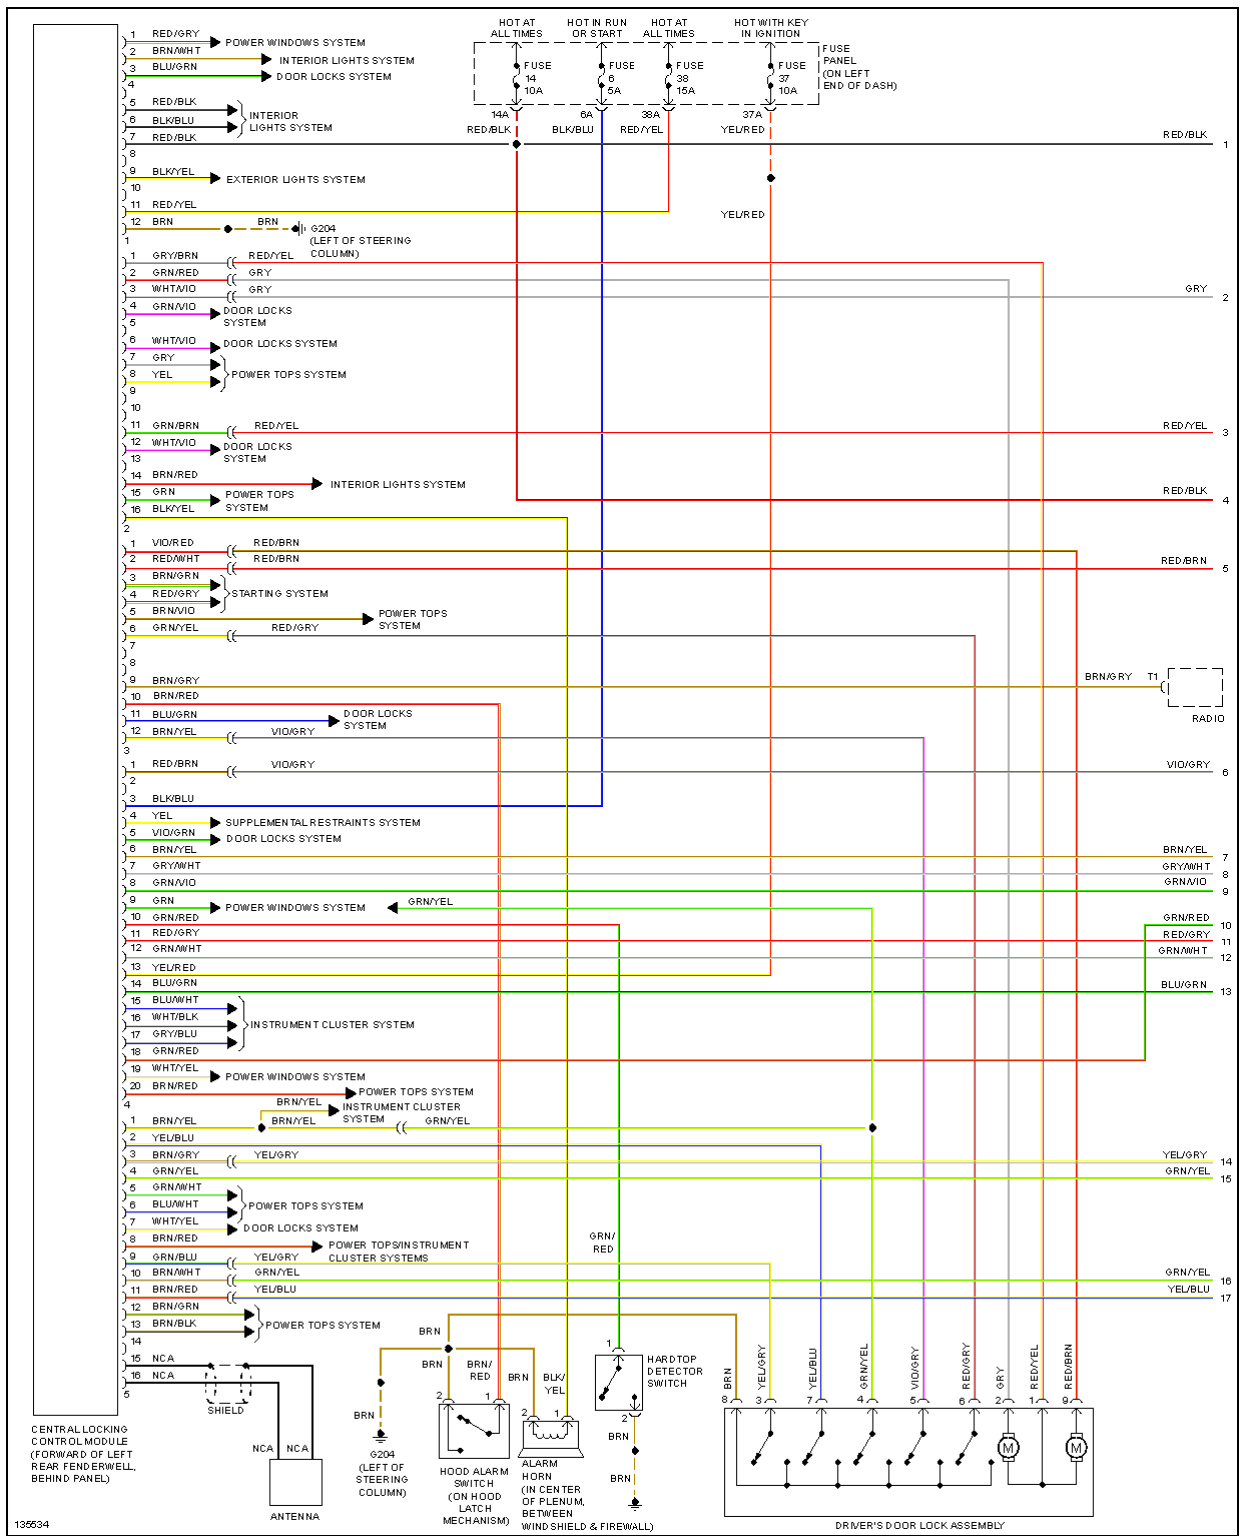 HOT AT
ALL TIMES
HOT IN RUN
OR START
HOT AT
ALL TIMES
HOT WITH KEY
IN IGNITION
FUSE
14
10A
FUSE
6
5A
FUSE
38
15A
FUSE
37
10A
FUSE
PANEL
(ON LEFT
END OF DASH)
14A
6A
38A
37A
RED/BLK
BLK/BLU
RED/YEL
YEL/RED
YEL/RED
1 RED/GRY POWER WINDOWS SYSTEM
2 BRN/WHT INTERIOR LIGHTS SYSTEM
3 BLU/GRN DOOR LOCKS SYSTEM
4
5 RED/BLK INTERIOR
6 BLK/BLU LIGHTS SYSTEM
7 RED/BLK RED/BLK 1
8
9 BLK/YEL EXTERIOR LIGHTS SYSTEM
10
11 RED/YEL
12 BRN BRN G204
(LEFT OF STEERING
COLUMN)
1
1 GRY/BRN RED/YEL
2 GRN/RED GRY
3 WHT/VIO GRY GRY 2
4 GRN/VIO DOOR LOCKS
SYSTEM
5
6 WHT/VIO DOOR LOCKS SYSTEM
7 GRY
8 YEL POWER TOPS SYSTEM
9
10
11 GRN/BRN RED/YEL RED/YEL 3
12 WHT/VIO DOOR LOCKS
SYSTEM
13
14 BRN/RED INTERIOR LIGHTS SYSTEM
15 GRN POWER TOPS
SYSTEM
RED/BLK 4
16 BLK/YEL
2
1 VIO/RED RED/BRN
2 RED/WHT RED/BRN RED/BRN 5
3 BRN/GRN
4 RED/GRY STARTING SYSTEM
5 BRN/VIO POWER TOPS
SYSTEM
6 GRN/YEL RED/GRY
7
8
9 BRN/GRY BRN/GRY T1
RADIO
10 BRN/RED
11 BLU/GRN DOOR LOCKS
SYSTEM
12 BRN/YEL VIO/GRY
3
1 RED/BRN VIO/GRY VIO/GRY 6
2
3 BLK/BLU
4 YEL SUPPLEMENTAL RESTRAINTS SYSTEM
5 VIO/GRN DOOR LOCKS SYSTEM
6 BRN/YEL BRN/YEL 7
7 GRY/WHT GRY/WHT 8
8 GRN/VIO GRN/VIO 9
9 GRN POWER WINDOWS SYSTEM GRN/YEL
10 GRN/RED GRN/RED 10
11 RED/GRY RED/GRY 11
12 GRN/WHT GRN/WHT 12
13 YEL/RED
14 BLU/GRN BLU/GRN 13
15 BLU/WHT
16 WHT/BLK INSTRUMENT CLUSTER SYSTEM
17 GRY/BLU
18 GRN/RED
19 WHT/YEL POWER WINDOWS SYSTEM
20 BRN/RED POWER TOPS SYSTEM
4
BRN/YEL INSTRUMENT CLUSTER
SYSTEM
1 BRN/YEL BRN/YEL GRN/YEL
2 YEL/BLU
3 BRN/GRY YEL/GRY YEL/GRY 14
4 GRN/YEL GRN/YEL 15
5 GRN/WHT
6 BLU/WHT POWER TOPS SYSTEM
7 WHT/YEL DOOR LOCKS SYSTEM
8 BRN/RED POWER TOPS/INSTRUMENT
CLUSTER SYSTEMS
9 GRN/BLU YEL/GRY
10 BRN/WHT GRN/YEL GRN/YEL 16
11 BRN/RED YEL/BLU YEL/BLU 17
12 BRN/GRN
13 BRN/BLK POWER TOPS SYSTEM
14
15 NCA
16 NCA
5
SHIELD
NCA NCA
ANTENNA
CENTRAL LOCKING
CONTROL MODULE
(FORWARD OF LEFT
REAR FENDERWELL,
BEHIND PANEL)
BRN
BRN
G204
(LEFT OF
STEERING
COLUMN)
BRN
BRN/
RED
2 1
HOOD ALARM
SWITCH
(ON HOOD
LATCH
MECHANISM)
BRN
BLK/
YEL
2 1
ALARM
HORN
(IN CENTER
OF PLENUM,
BETWEEN
WINDSHIELD & FIREWALL)
GRN/
RED
1
HARDTOP
DETECTOR
SWITCH
2
BRN
BRN
BRN
YEL/GRY
YEL/BLU
GRN/YEL
VIO/GRY
RED/GRY
GRY
RED/YEL
RED/BRN
8 3 7 4 5 6 2 1 9
M M
DRIVER'S DOOR LOCK ASSEMBLY
135534